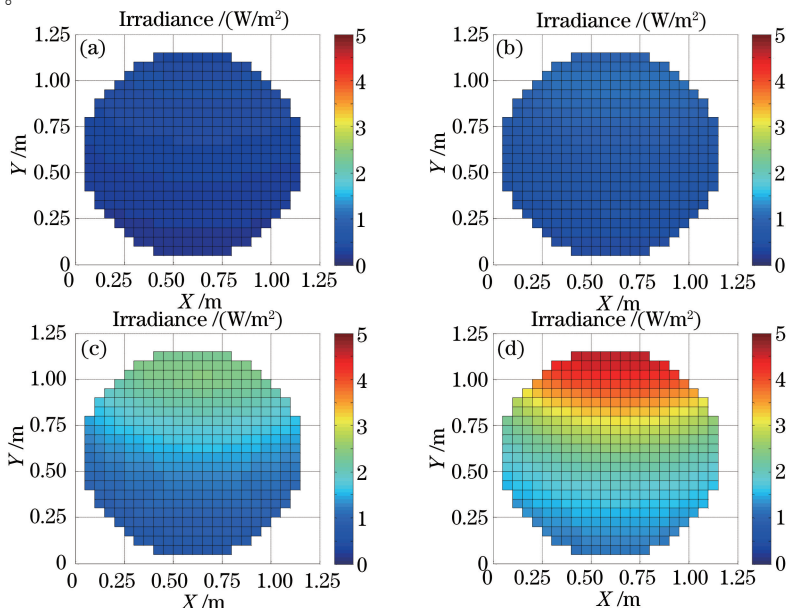 。
Irradiance /(W/m²) Irradiance /(W/m²)
(a) (b)
1.25 1.00 0.75 0.50 0.25 0
Y /m
0 0.25 0.50 0.75 1.00 1.25
X /m
5 4 3 2 1 0
1.25 1.00 0.75 0.50 0.25 0
Y /m
0 0.25 0.50 0.75 1.00 1.25
X /m
5 4 3 2 1 0
Irradiance /(W/m²) Irradiance /(W/m²)
(c) (d)
1.25 1.00 0.75 0.50 0.25 0
Y /m
0 0.25 0.50 0.75 1.00 1.25
X /m
5 4 3 2 1 0
1.25 1.00 0.75 0.50 0.25 0
Y /m
0 0.25 0.50 0.75 1.00 1.25
X /m
5 4 3 2 1 0